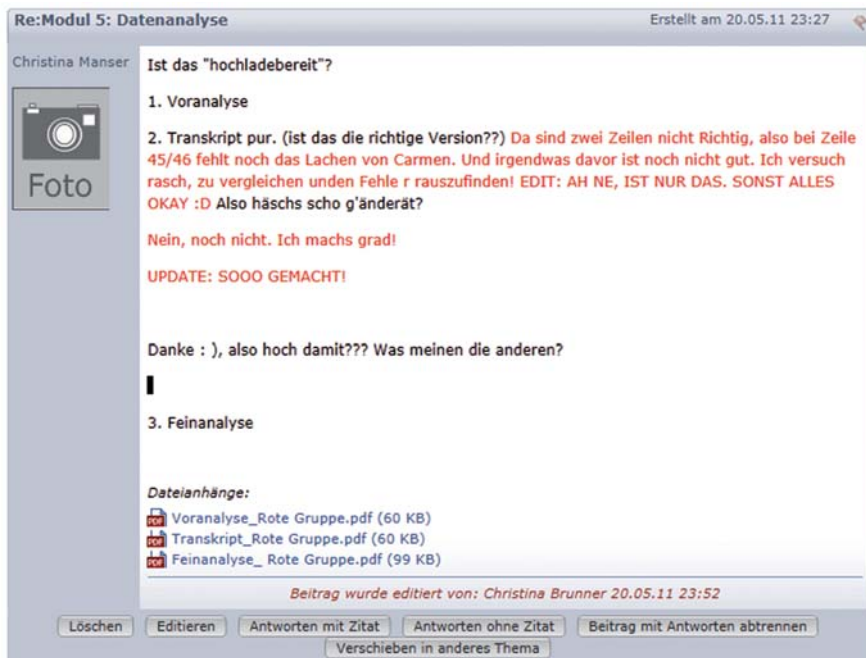 Re:Modul 5: Datenanalyse
Erstellt am 20.05.11 23:27
Christina Manser
Foto
Ist das "hochladebereit"?
1. Voranalyse
2. Transkript pur. (ist das die richtige Version??) Da sind zwei Zeilen nicht Richtig, also bei Zeile
45/46 fehlt noch das Lachen von Carmen. Und irgendwas davor ist noch nicht gut. Ich versuch
rasch, zu vergleichen unden Fehle r rauszufinden! EDIT: AH NE, IST NUR DAS. SONST ALLES
OKAY :D Also häschs scho g'änderät?
Nein, noch nicht. Ich machs grad!
UPDATE: SOOO GEMACHT!
Danke : ), also hoch damit??? Was meinen die anderen?
3. Feinanalyse
Dateianhänge:
PDF Voranalyse_Rote Gruppe.pdf (60 KB)
PDF Transkript_Rote Gruppe.pdf (60 KB)
PDF Feinanalyse_ Rote Gruppe.pdf (99 KB)
Beitrag wurde editiert von: Christina Brunner 20.05.11 23:52
Löschen Editieren Antworten mit Zitat Antworten ohne Zitat Beitrag mit Antworten abtrennen
Verschieben in anderes Thema